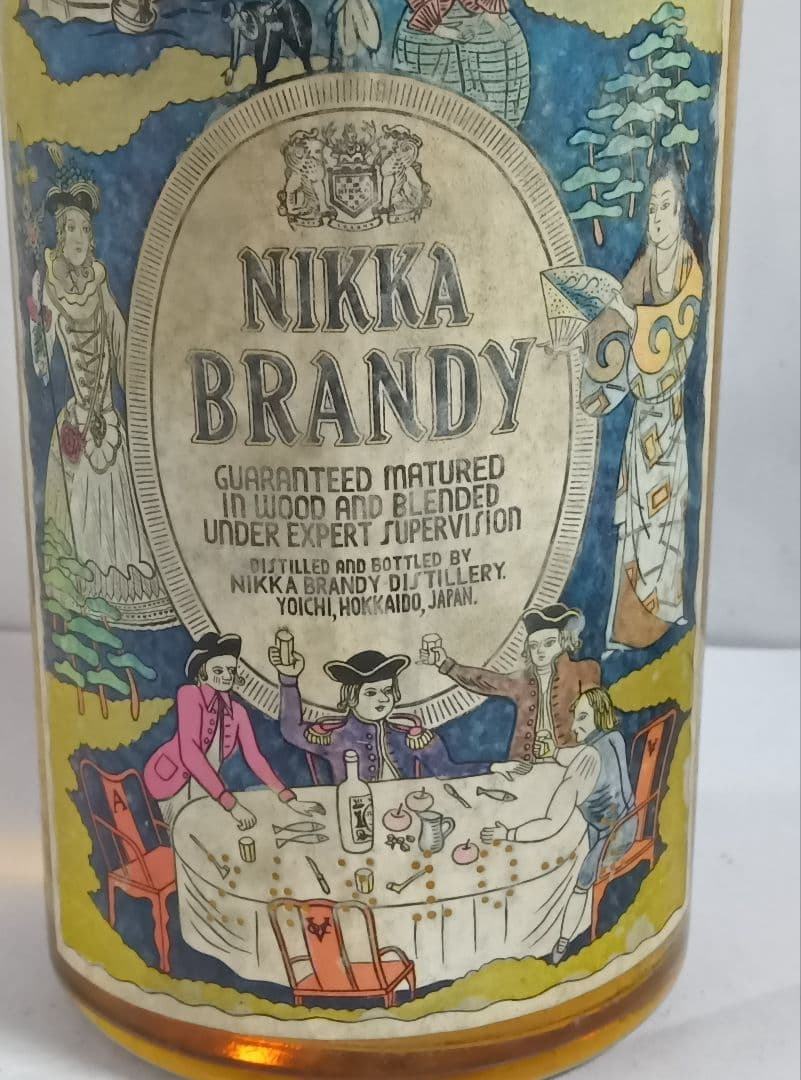 NIKKA
NIKKA
BRANDY
GUARANTEED MATURED
IN WOOD AND BLENDED
UNDER EXPERT SUPERVISION
DISTILLED AND BOTTLED BY
NIKKA BRANDY DISTILLERY.
YOICHI, HOKKAIDO, JAPAN.
A
V